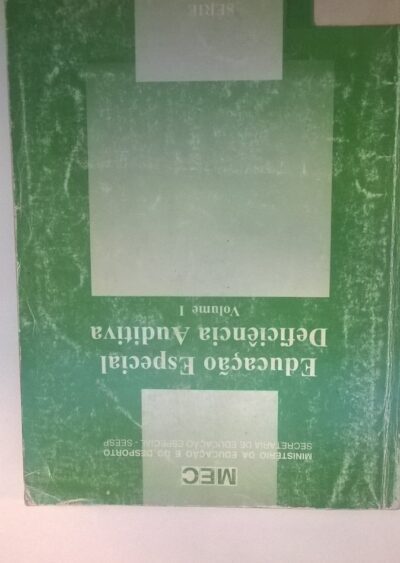 MEC
MINISTÉRIO DA EDUCAÇÃO E DO DESPORTO
SECRETARIA DE EDUCAÇÃO ESPECIAL - SEESP
Educação Especial
Deficiência Auditiva
Volume I
SÉRIE